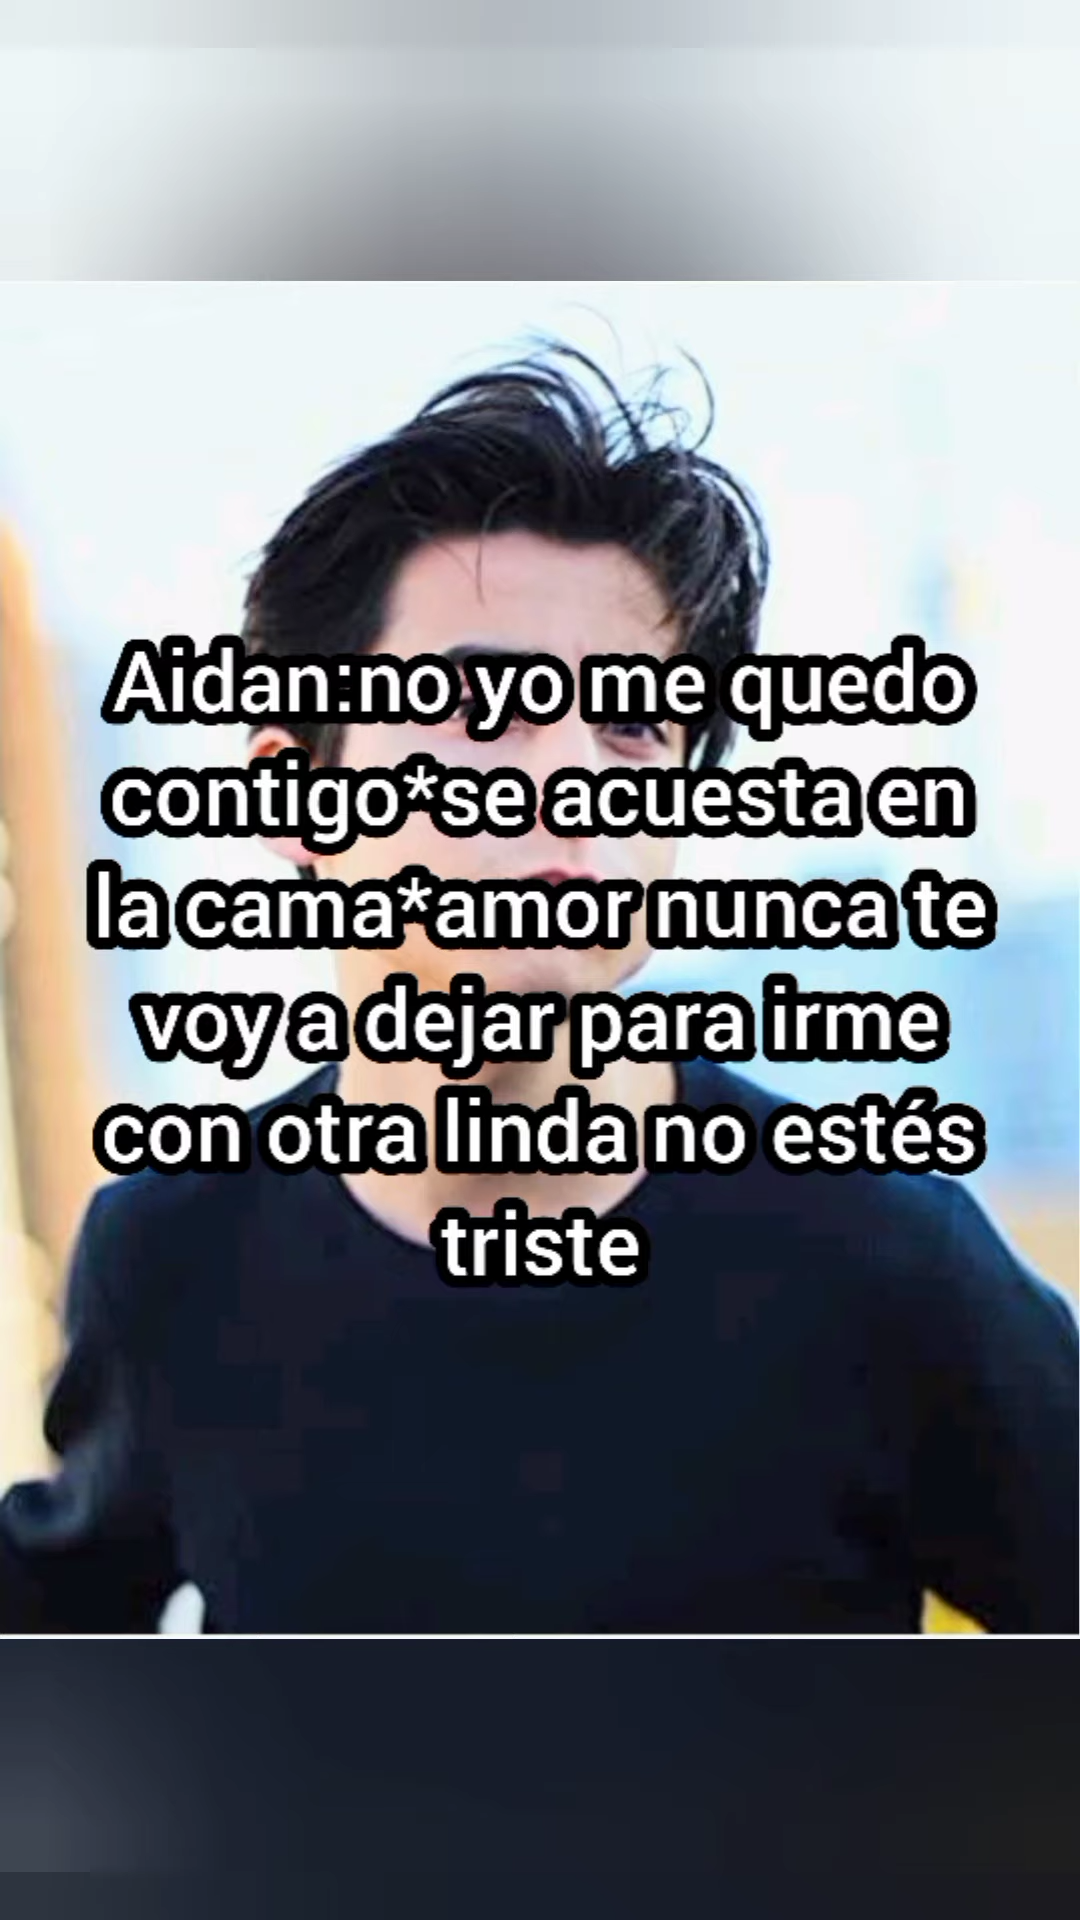 Aidan:no yo me quedo
contigo*se acuesta en
la cama*amor nunca te
voy a dejar para irme
con otra linda no estés
triste